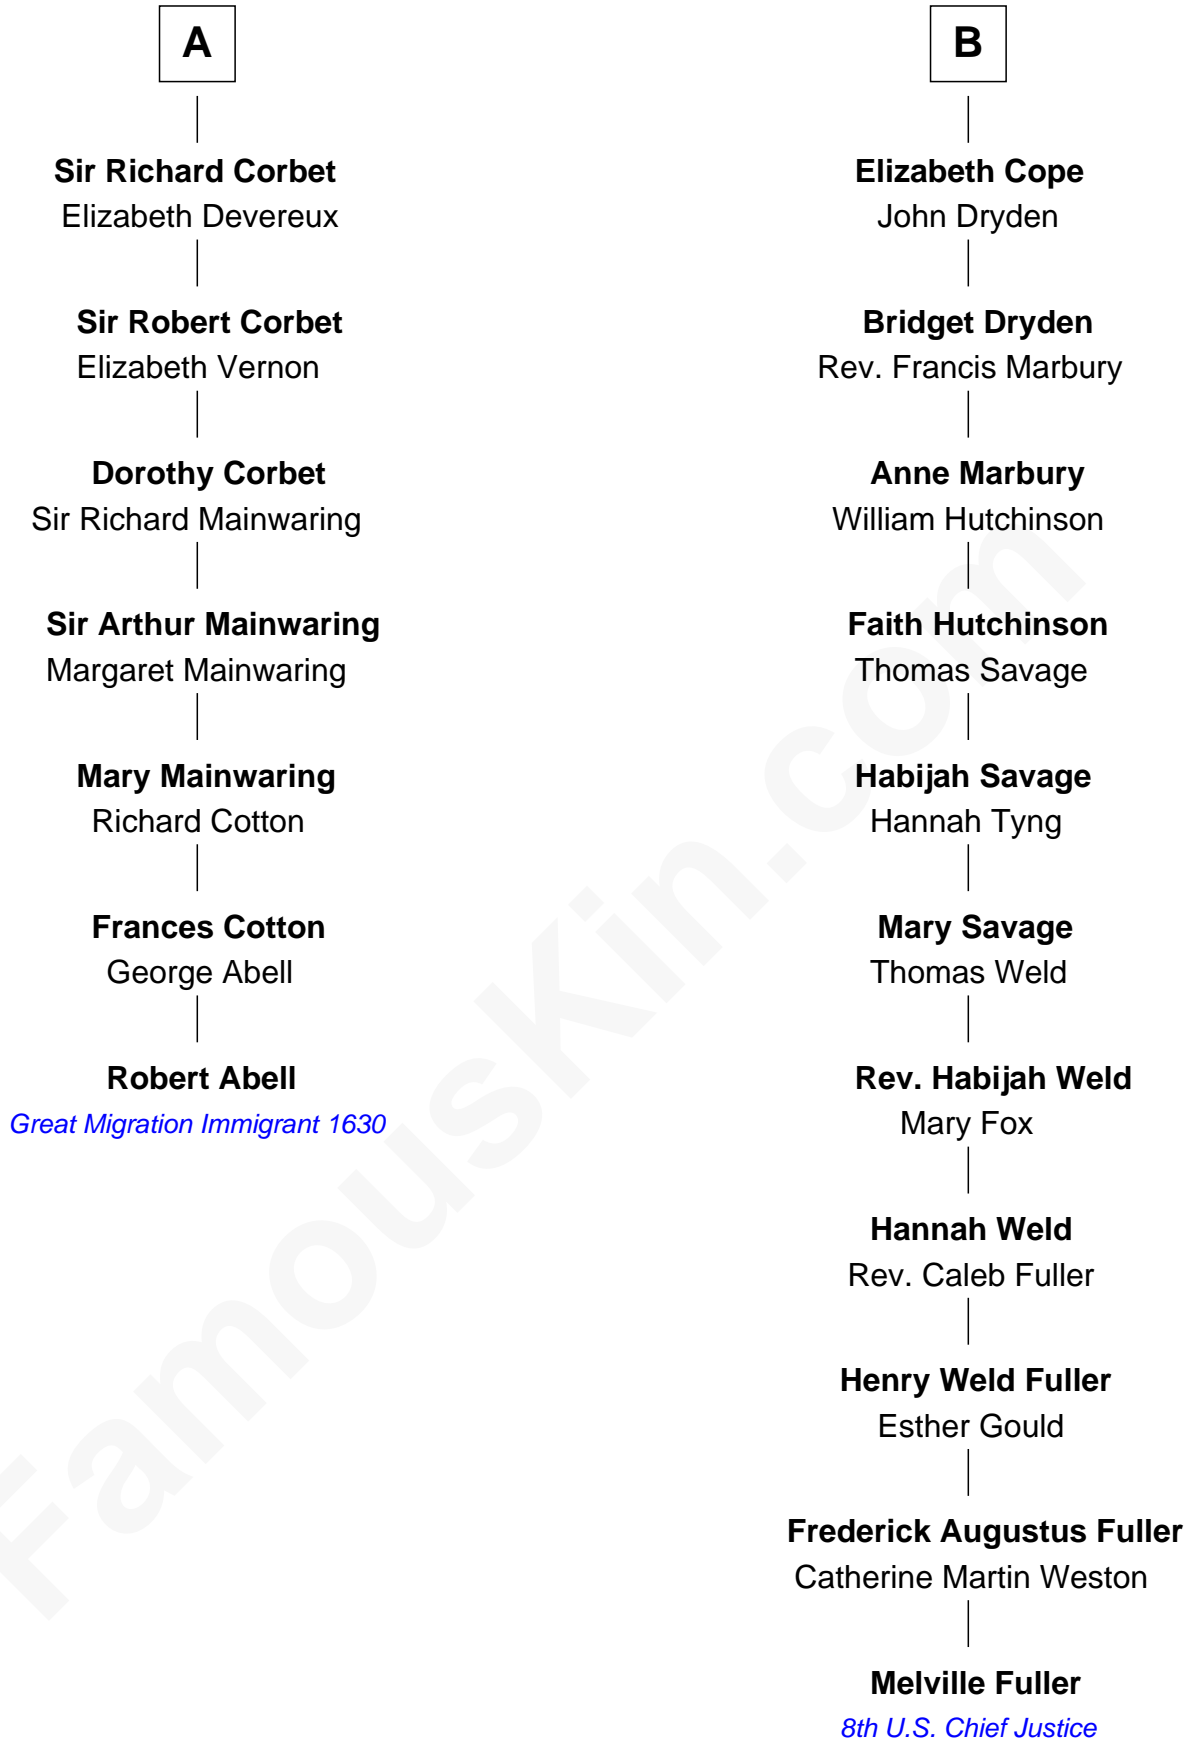 A
Sir Richard Corbet
Elizabeth Devereux
Sir Robert Corbet
Elizabeth Vernon
Dorothy Corbet
Sir Richard Mainwaring
Sir Arthur Mainwaring
Margaret Mainwaring
Mary Mainwaring
Richard Cotton
Frances Cotton
George Abell
Robert Abell
Great Migration Immigrant 1630
B
Elizabeth Cope
John Dryden
Bridget Dryden
Rev. Francis Marbury
Anne Marbury
William Hutchinson
Faith Hutchinson
Thomas Savage
Habijah Savage
Hannah Tyng
Mary Savage
Thomas Weld
Rev. Habijah Weld
Mary Fox
Hannah Weld
Rev. Caleb Fuller
Henry Weld Fuller
Esther Gould
Frederick Augustus Fuller
Catherine Martin Weston
Melville Fuller
8th U.S. Chief Justice
FamousKin.com